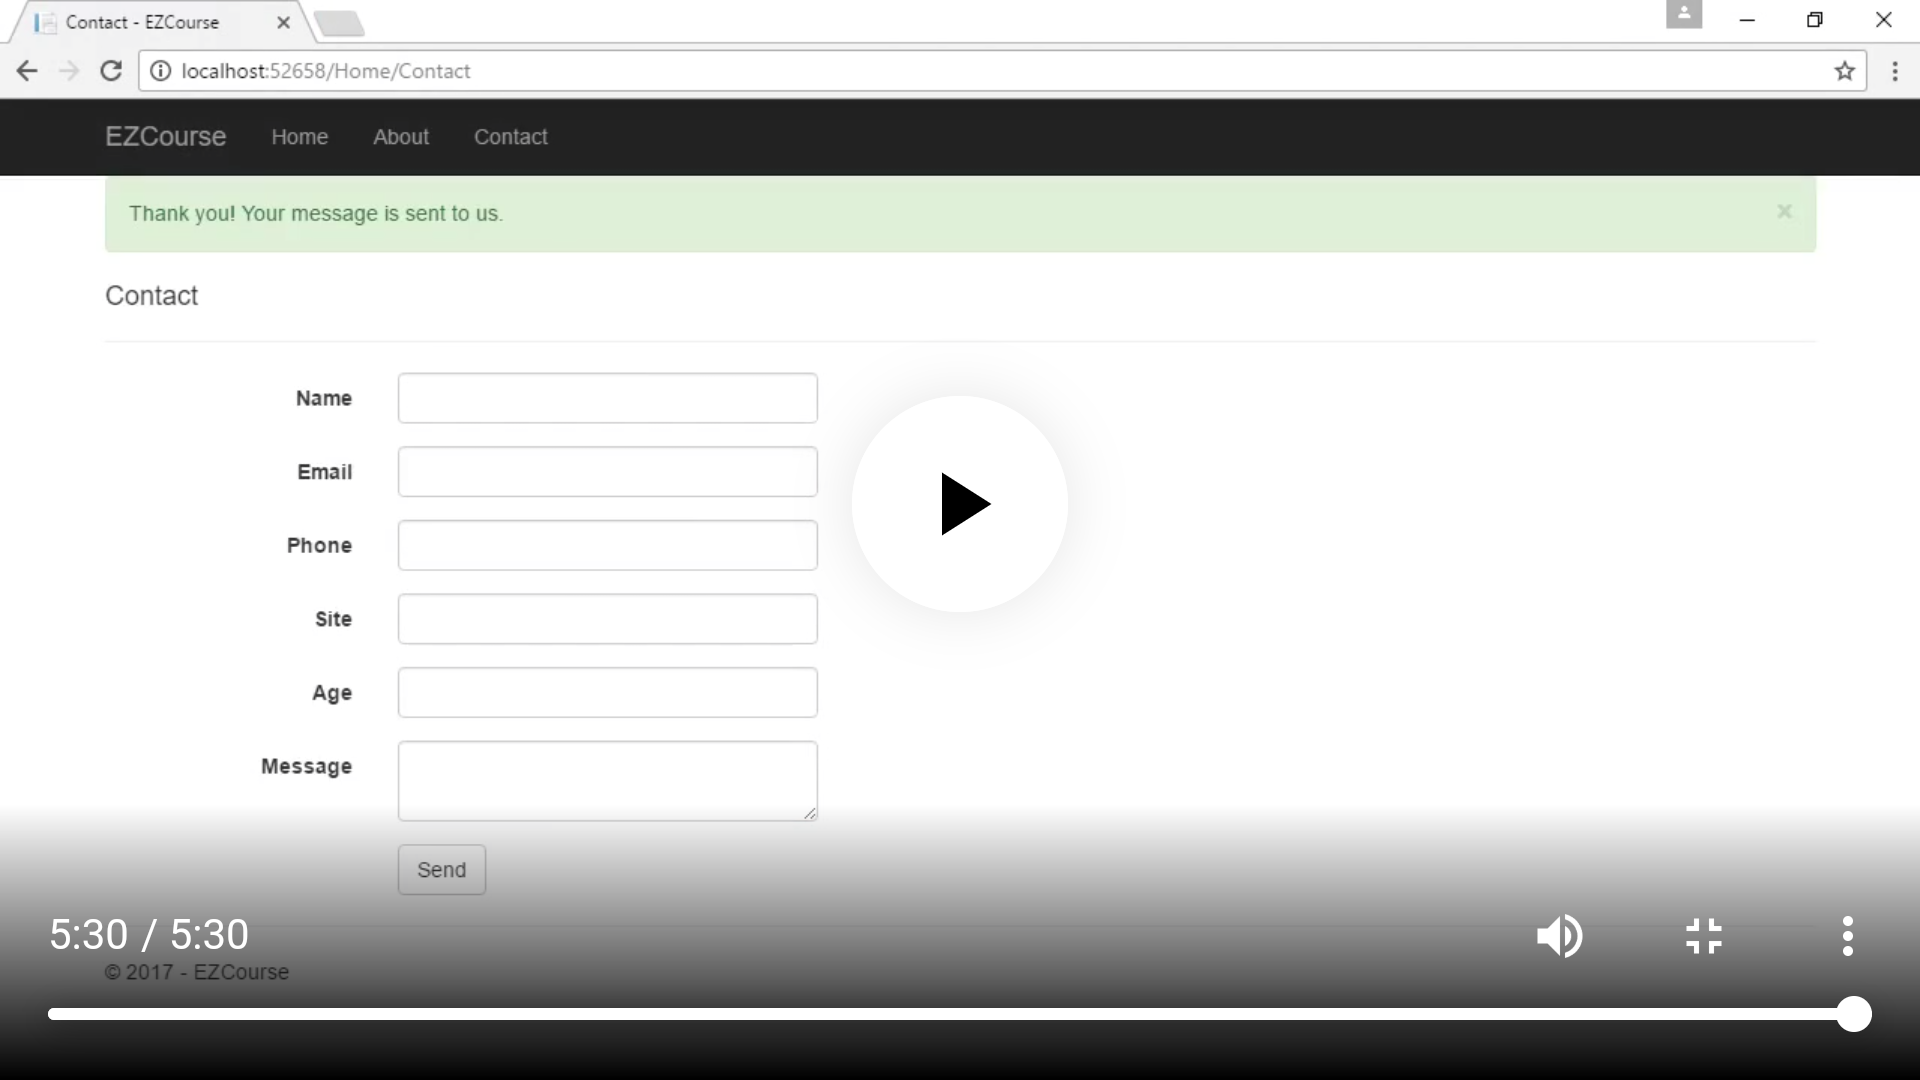 Contact - EZCourse
localhost:52658/Home/Contact
EZCourse Home About Contact
Thank you! Your message is sent to us.
Contact
Name
Email
Phone
Site
Age
Message
Send
5:30 / 5:30
© 2017 - EZCourse